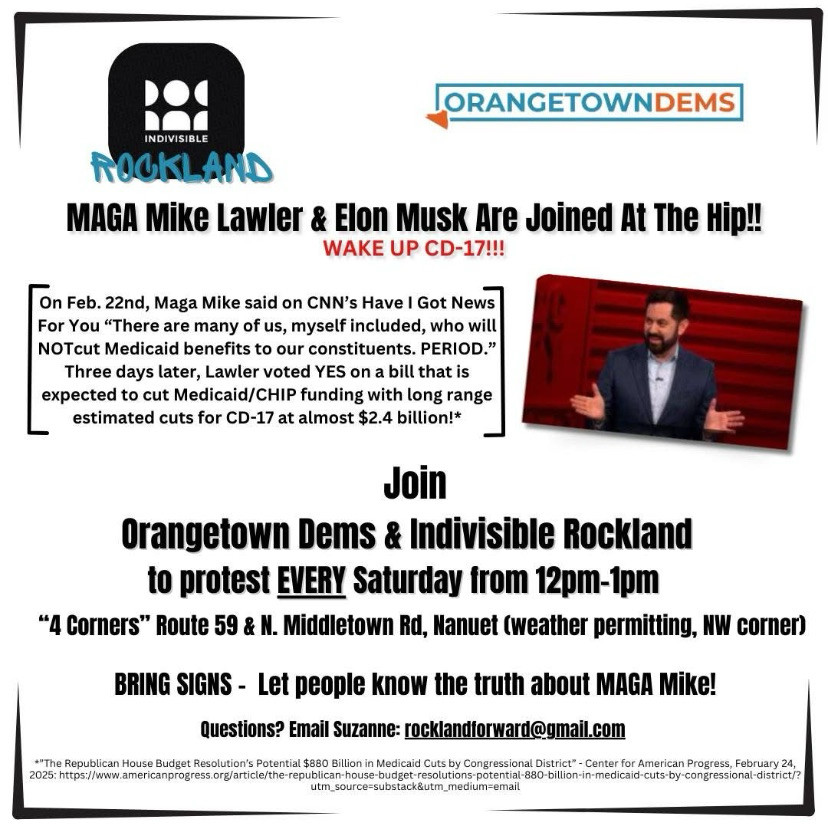 INDIVISIBLE
ROCKLAND
ORANGETOWNDEMS
MAGA Mike Lawler & Elon Musk Are Joined At The Hip!!
WAKE UP CD-17!!!
On Feb. 22nd, Maga Mike said on CNN's Have I Got News
For You “There are many of us, myself included, who will
NOTcut Medicaid benefits to our constituents. PERIOD.”
Three days later, Lawler voted YES on a bill that is
expected to cut Medicaid/CHIP funding with long range
estimated cuts for CD-17 at almost $2.4 billion!*
Join
Orangetown Dems & Indivisible Rockland
to protest EVERY Saturday from 12pm-1pm
“4 Corners” Route 59 & N. Middletown Rd, Nanuet (weather permitting, NW corner)
BRING SIGNS - Let people know the truth about MAGA Mike!
Questions? Email Suzanne: rocklandforward@gmail.com
*"The Republican House Budget Resolution's Potential $880 Billion in Medicaid Cuts by Congressional District" - Center for American Progress, February 24,
2025: https://www.americanprogress.org/article/the-republican-house-budget-resolutions-potential-880-billion-in-medicaid-cuts-by-congressional-district/?
utm_source=substack&utm_medium=email